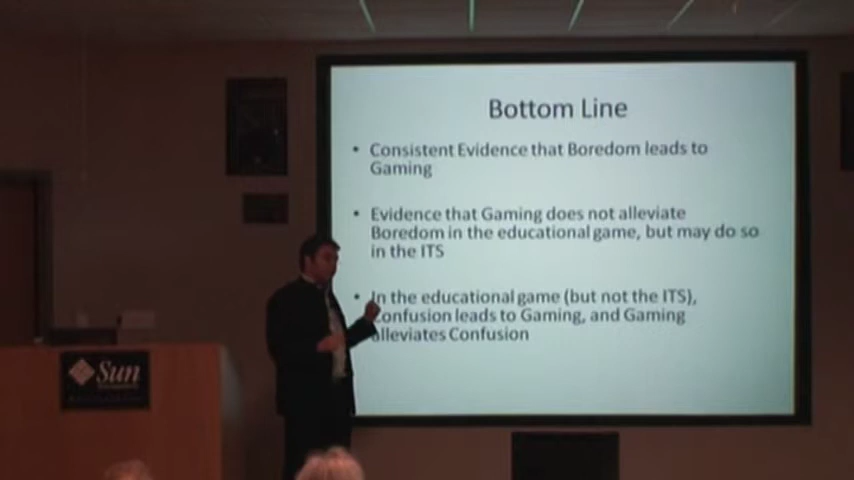 Bottom Line
• Consistent Evidence that Boredom leads to
Gaming
• Evidence that Gaming does not alleviate
Boredom in the educational game, but may do so
in the ITS
• In the educational game (but not the ITS),
Confusion leads to Gaming, and Gaming
alleviates Confusion
Sun